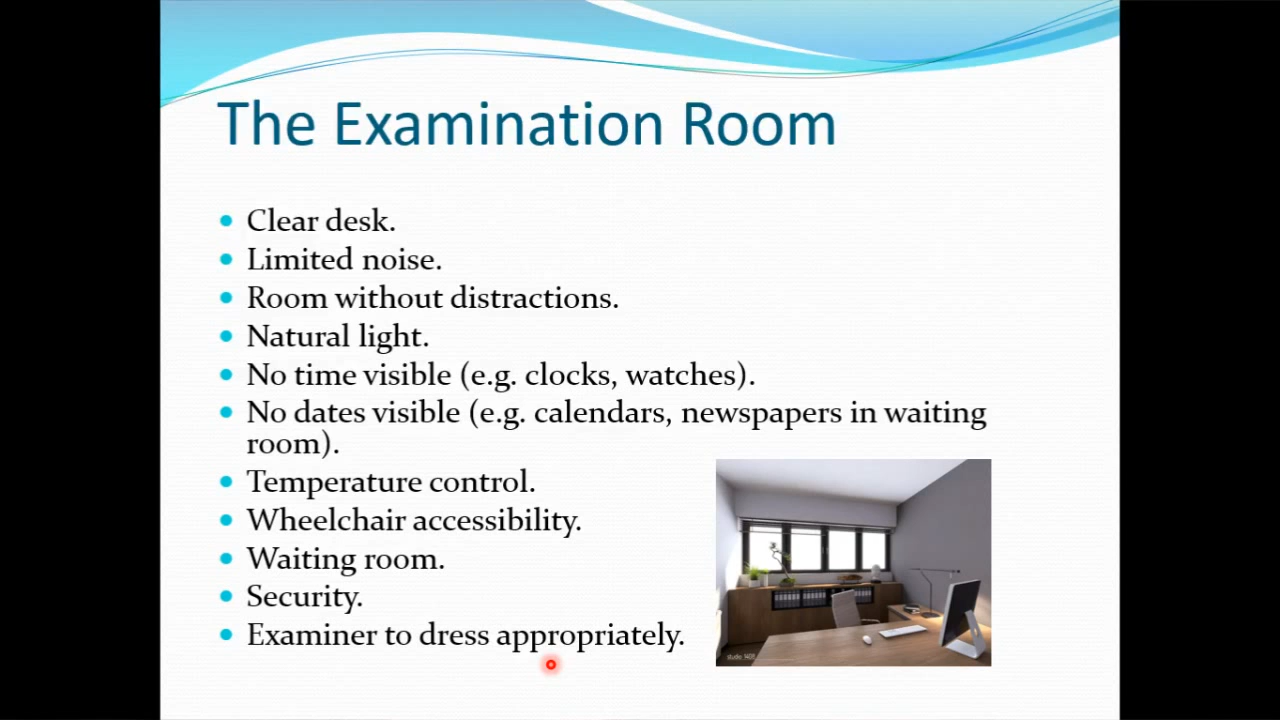 The Examination Room
Clear desk.
Limited noise.
Room without distractions.
Natural light.
No time visible (e.g. clocks, watches).
No dates visible (e.g. calendars, newspapers in waiting
room).
Temperature control.
Wheelchair accessibility.
Waiting room.
Security.
Examiner to dress appropriately.